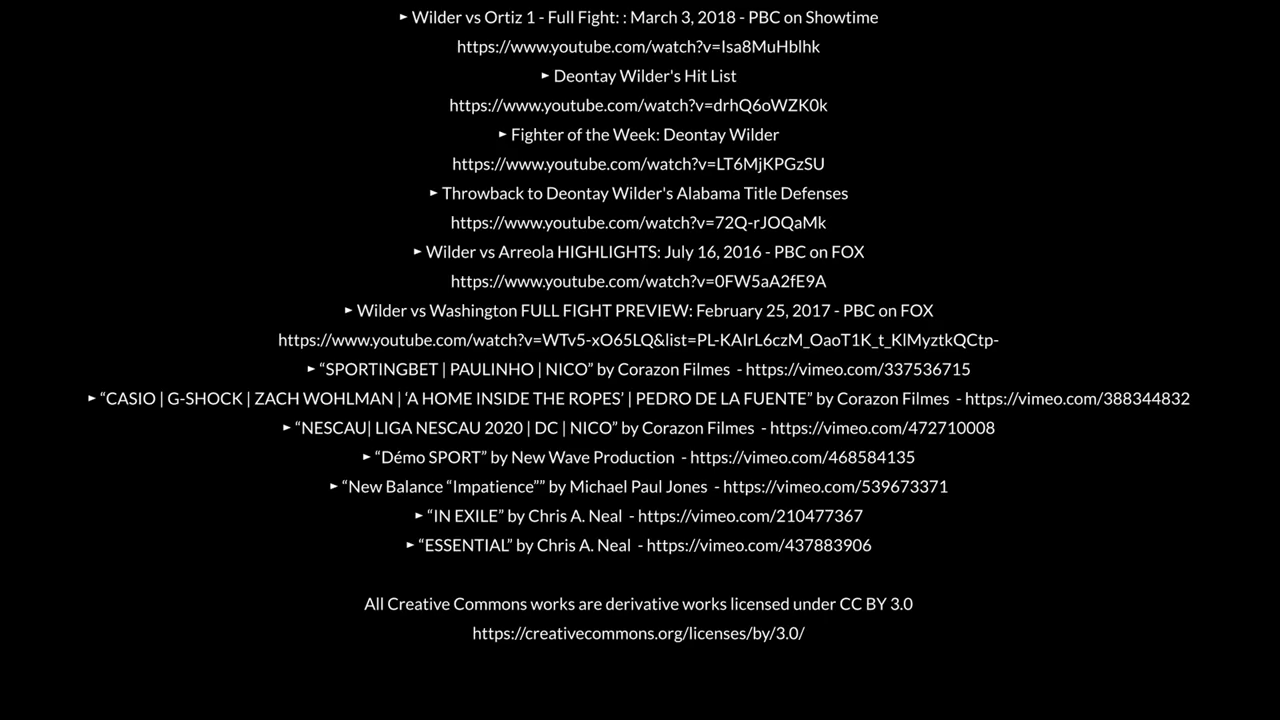 ► Wilder vs Ortiz 1 - Full Fight: : March 3, 2018 - PBC on Showtime
https://www.youtube.com/watch?v=Isa8MuHblhk
► Deontay Wilder's Hit List
https://www.youtube.com/watch?v=drhQ6oWZK0k
► Fighter of the Week: Deontay Wilder
https://www.youtube.com/watch?v=LT6MjKPGzSU
► Throwback to Deontay Wilder's Alabama Title Defenses
https://www.youtube.com/watch?v=72Q-rJOQaMk
► Wilder vs Arreola HIGHLIGHTS: July 16, 2016 - PBC on FOX
https://www.youtube.com/watch?v=0FW5aA2fE9A
► Wilder vs Washington FULL FIGHT PREVIEW: February 25, 2017 - PBC on FOX
https://www.youtube.com/watch?v=WTv5-xO65LQ&list=PL-KAIrL6czM_OaoT1K_t_KlMyztkQCtp-
► “SPORTINGBET | PAULINHO | NICO” by Corazon Filmes - https://vimeo.com/337536715
► “CASIO | G-SHOCK | ZACH WOHLMAN | ‘A HOME INSIDE THE ROPES’ | PEDRO DE LA FUENTE” by Corazon Filmes - https://vimeo.com/388344832
► “NESCAU| LIGA NESCAU 2020 | DC | NICO” by Corazon Filmes - https://vimeo.com/472710008
► “Démo SPORT” by New Wave Production - https://vimeo.com/468584135
► “New Balance “Impatience”” by Michael Paul Jones - https://vimeo.com/539673371
► “IN EXILE” by Chris A. Neal - https://vimeo.com/210477367
► “ESSENTIAL” by Chris A. Neal - https://vimeo.com/437883906
All Creative Commons works are derivative works licensed under CC BY 3.0
https://creativecommons.org/licenses/by/3.0/